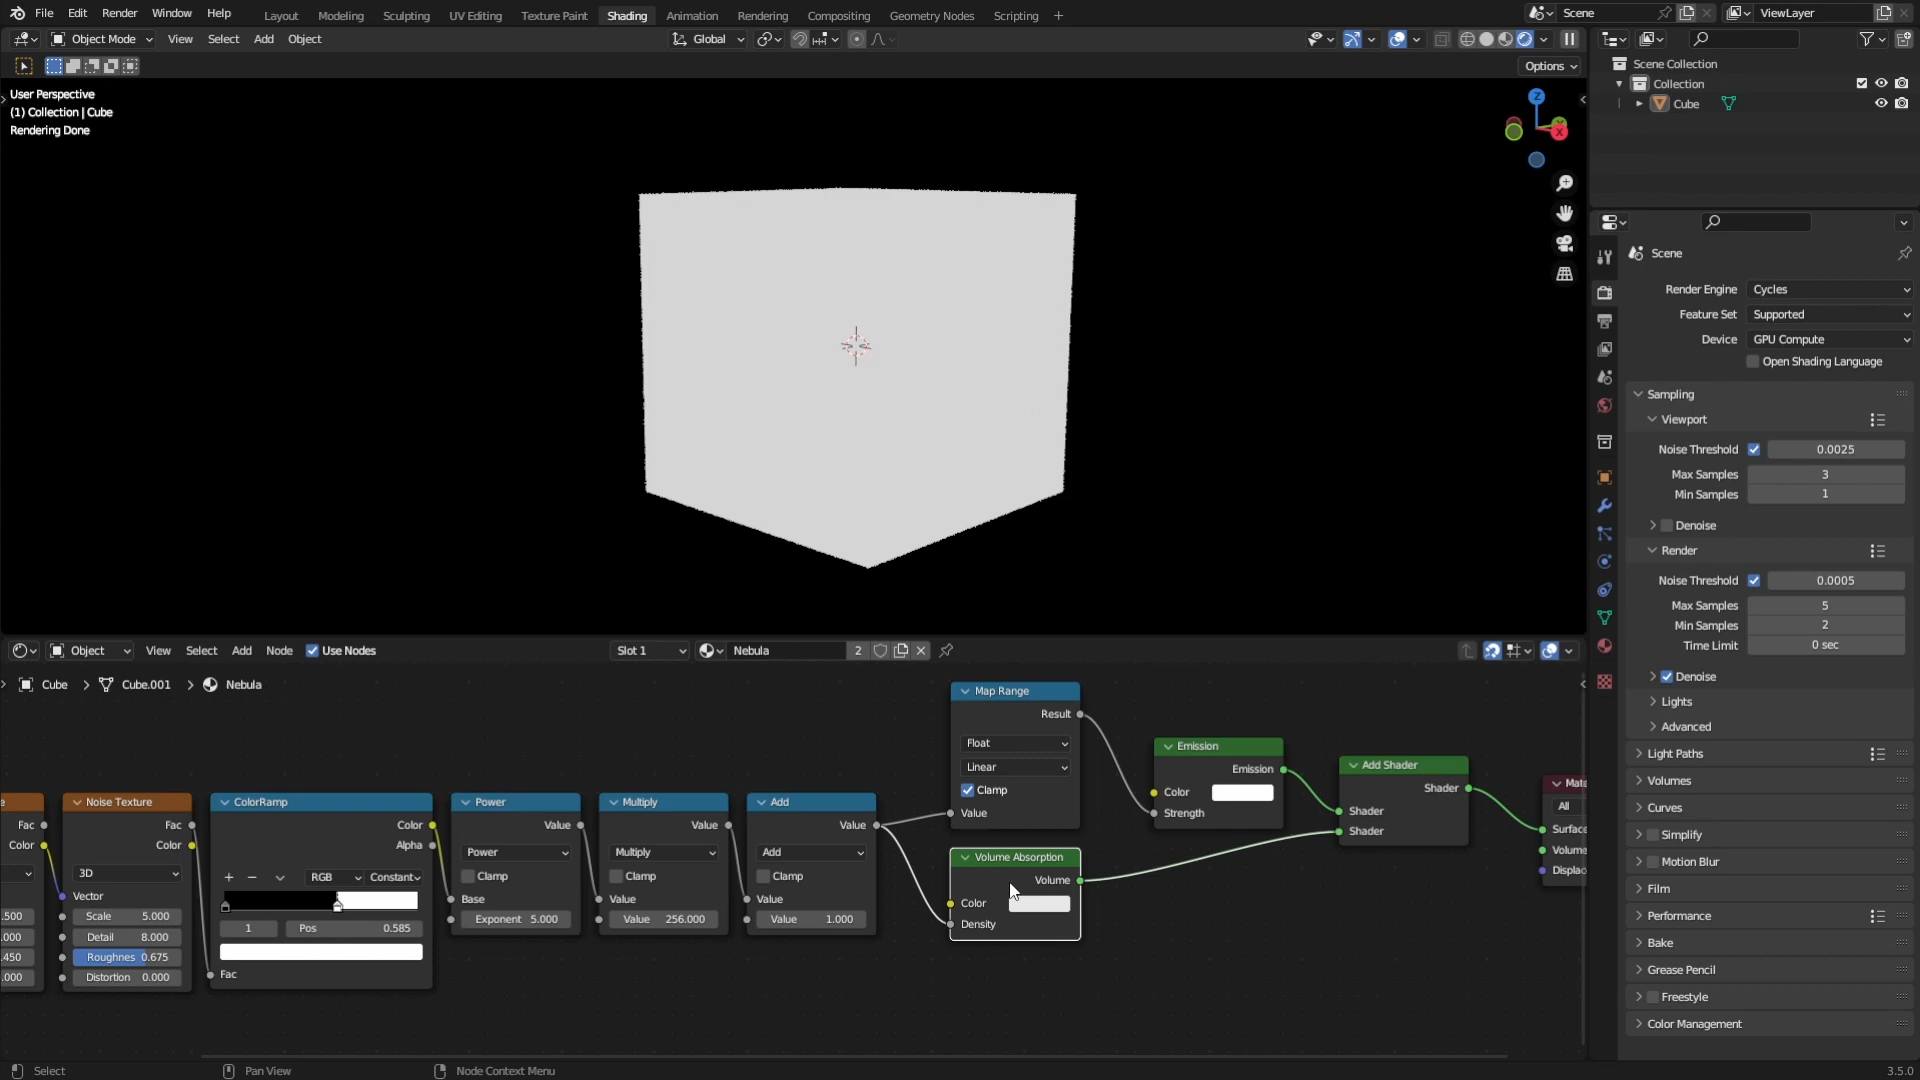 File Edit Render Window Help Layout Modeling Sculpting UV Editing Texture Paint Shading Animation Rendering Compositing Geometry Nodes Scripting + Scene ViewLayer
Object Mode View Select Add Object Global
Options
User Perspective
(1) Collection | Cube
Rendering Done
Z
X
Scene Collection
Collection
Cube
Scene
Render Engine Cycles
Feature Set Supported
Device GPU Compute
Open Shading Language
Sampling
Viewport
Noise Threshold 0.0025
Max Samples 3
Min Samples 1
Denoise
Render
Noise Threshold 0.0005
Max Samples 5
Min Samples 2
Time Limit 0 sec
Denoise
Lights
Advanced
Light Paths
Volumes
Curves
Simplify
Motion Blur
Film
Performance
Bake
Grease Pencil
Freestyle
Color Management
Object View Select Add Node Use Nodes Slot 1 Nebula 2
Cube > Cube.001 > Nebula
e
Fac
Color
.500
.000
.450
.000
Noise Texture
Fac
Color
3D
Vector
Scale 5.000
Detail 8.000
Roughnes 0.675
Distortion 0.000
ColorRamp
Color
Alpha
RGB Constant
1 Pos 0.585
Fac
Power
Value
Power
Clamp
Base
Exponent 5.000
Multiply
Value
Multiply
Clamp
Value
Value 256.000
Add
Value
Add
Clamp
Value
Value 1.000
Map Range
Result
Float
Linear
Clamp
Value
Volume Absorption
Volume
Color
Density
Emission
Emission
Color
Strength
Add Shader
Shader
Shader
Shader
Mate
All
Surface
Volume
Displac
Select Pan View Node Context Menu 3.5.0